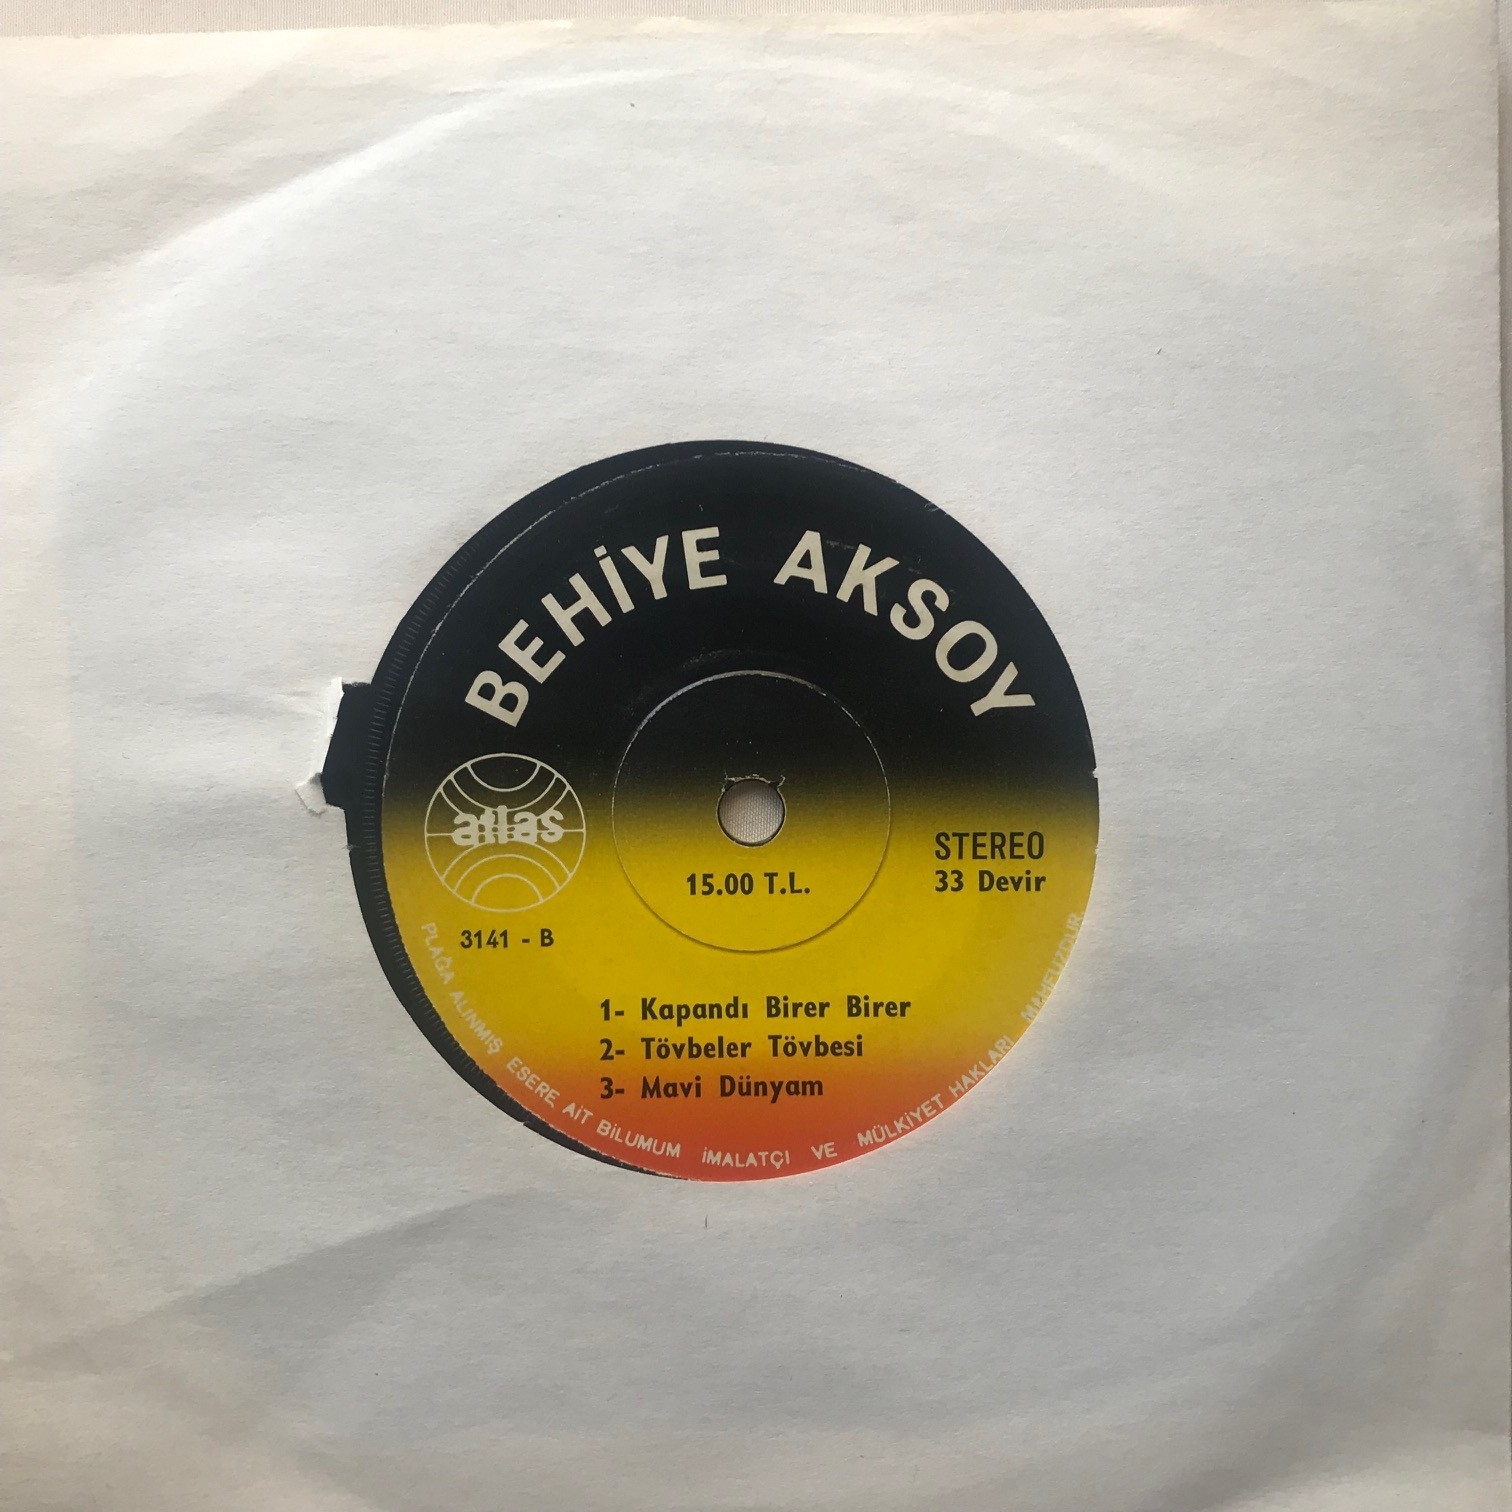 BEHİYE AKSOY
atlas
STEREO
33 Devir
15.00 T.L.
3141 - B
1- Kapandı Birer Birer
2- Tövbeler Tövbesi
3- Mavi Dünyam
PLAĞA ALINMIŞ ESERE AİT BİLUMUM İMALATÇI VE MÜLKİYET HAKLARI MAHFUZDUR